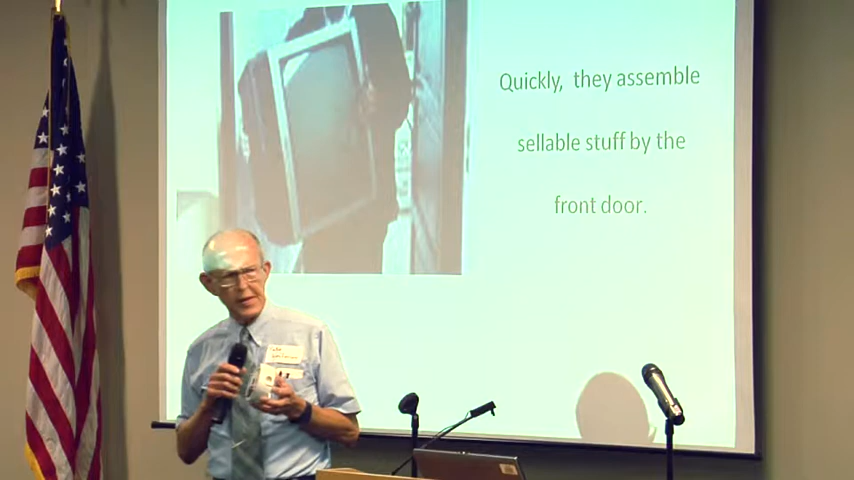 Quickly,  they assemble
sellable stuff by the
front door.